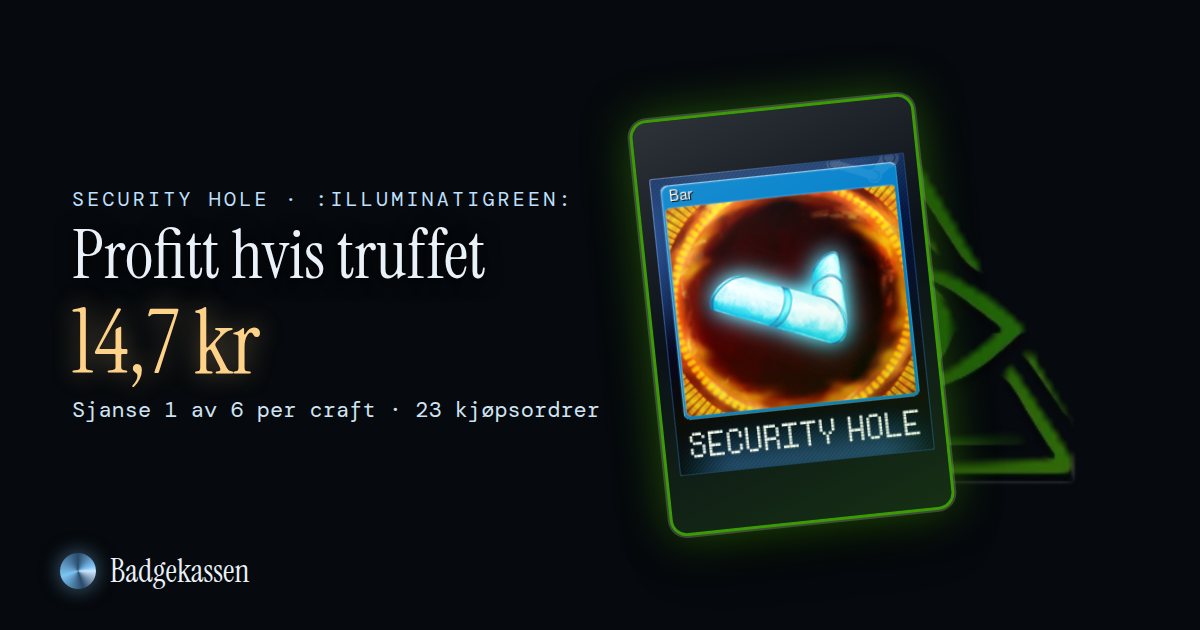 SECURITY HOLE · :ILLUMINATIGREEN:
Profitt hvis truffet
14,7 kr
Sjanse 1 av 6 per craft · 23 kjøpsordrer
Badgekassen
Bar
SECURITY HOLE